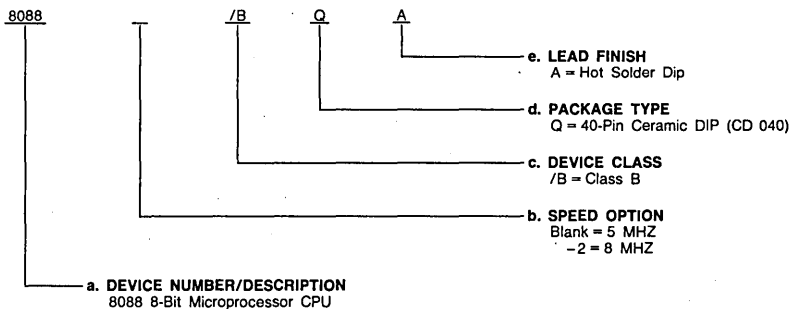 8088 _ /B Q A
e. LEAD FINISH
A = Hot Solder Dip
d. PACKAGE TYPE
Q = 40-Pin Ceramic DIP (CD 040)
c. DEVICE CLASS
/B = Class B
b. SPEED OPTION
Blank = 5 MHZ
-2 = 8 MHZ
a. DEVICE NUMBER/DESCRIPTION
8088 8-Bit Microprocessor CPU